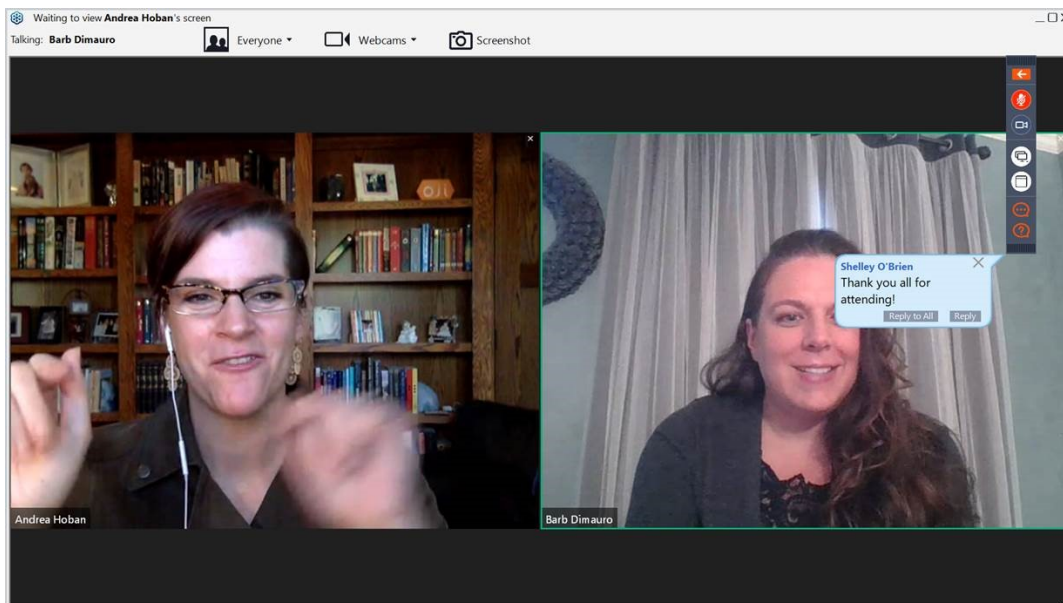 Waiting to view Andrea Hoban's screen
Talking: Barb Dimauro
Everyone
Webcams
Screenshot
Shelley O'Brien
Thank you all for
attending!
Reply to All Reply
Andrea Hoban
Barb Dimauro